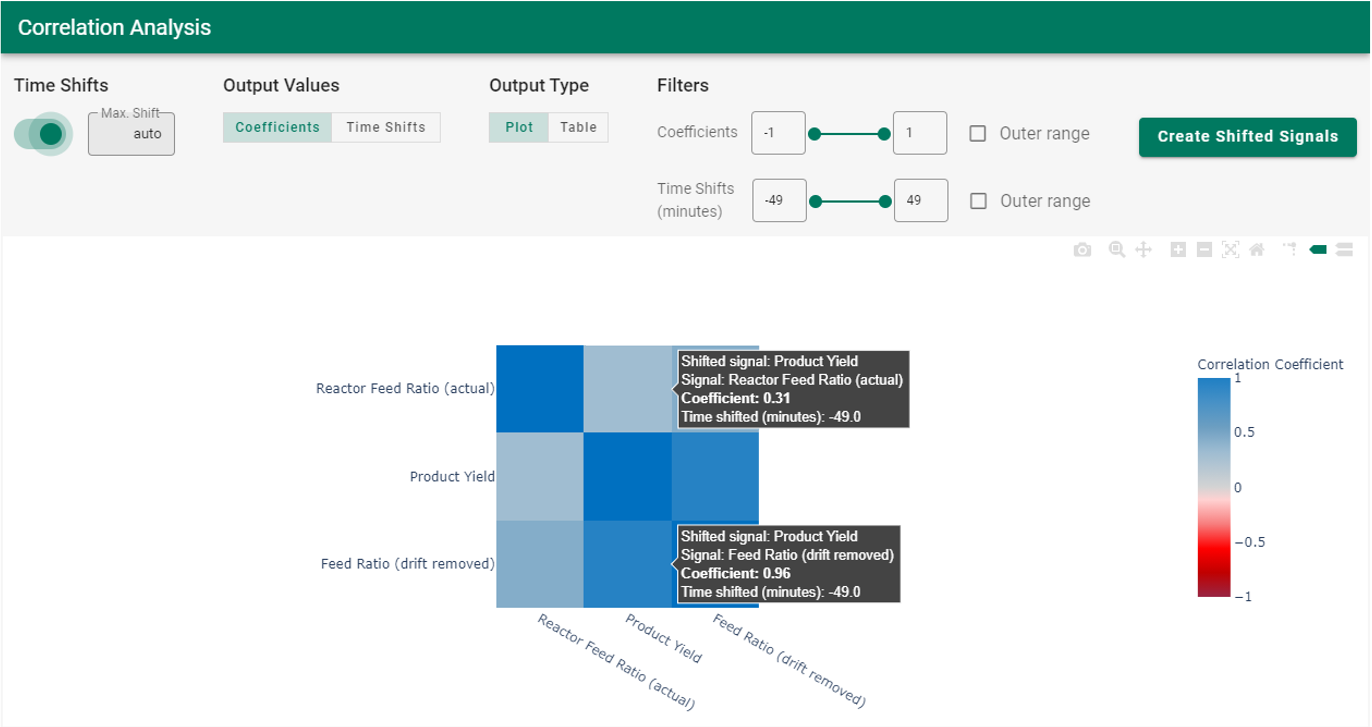 Correlation Analysis
Time Shifts
Output Values
Output Type
Filters
Max. Shift
auto
Coefficients
Time Shifts
Plot
Table
Coefficients
-1
1
Outer range
Create Shifted Signals
Time Shifts
(minutes)
-49
49
Outer range
Reactor Feed Ratio (actual)
Product Yield
Feed Ratio (drift removed)
Shifted signal: Product Yield
Signal: Reactor Feed Ratio (actual)
Coefficient: 0.31
Time shifted (minutes): -49.0
Shifted signal: Product Yield
Signal: Feed Ratio (drift removed)
Coefficient: 0.96
Time shifted (minutes): -49.0
Reactor Feed Ratio (actual)
Product Yield
Feed Ratio (drift removed)
Correlation Coefficient
1
0.5
0
−0.5
−1